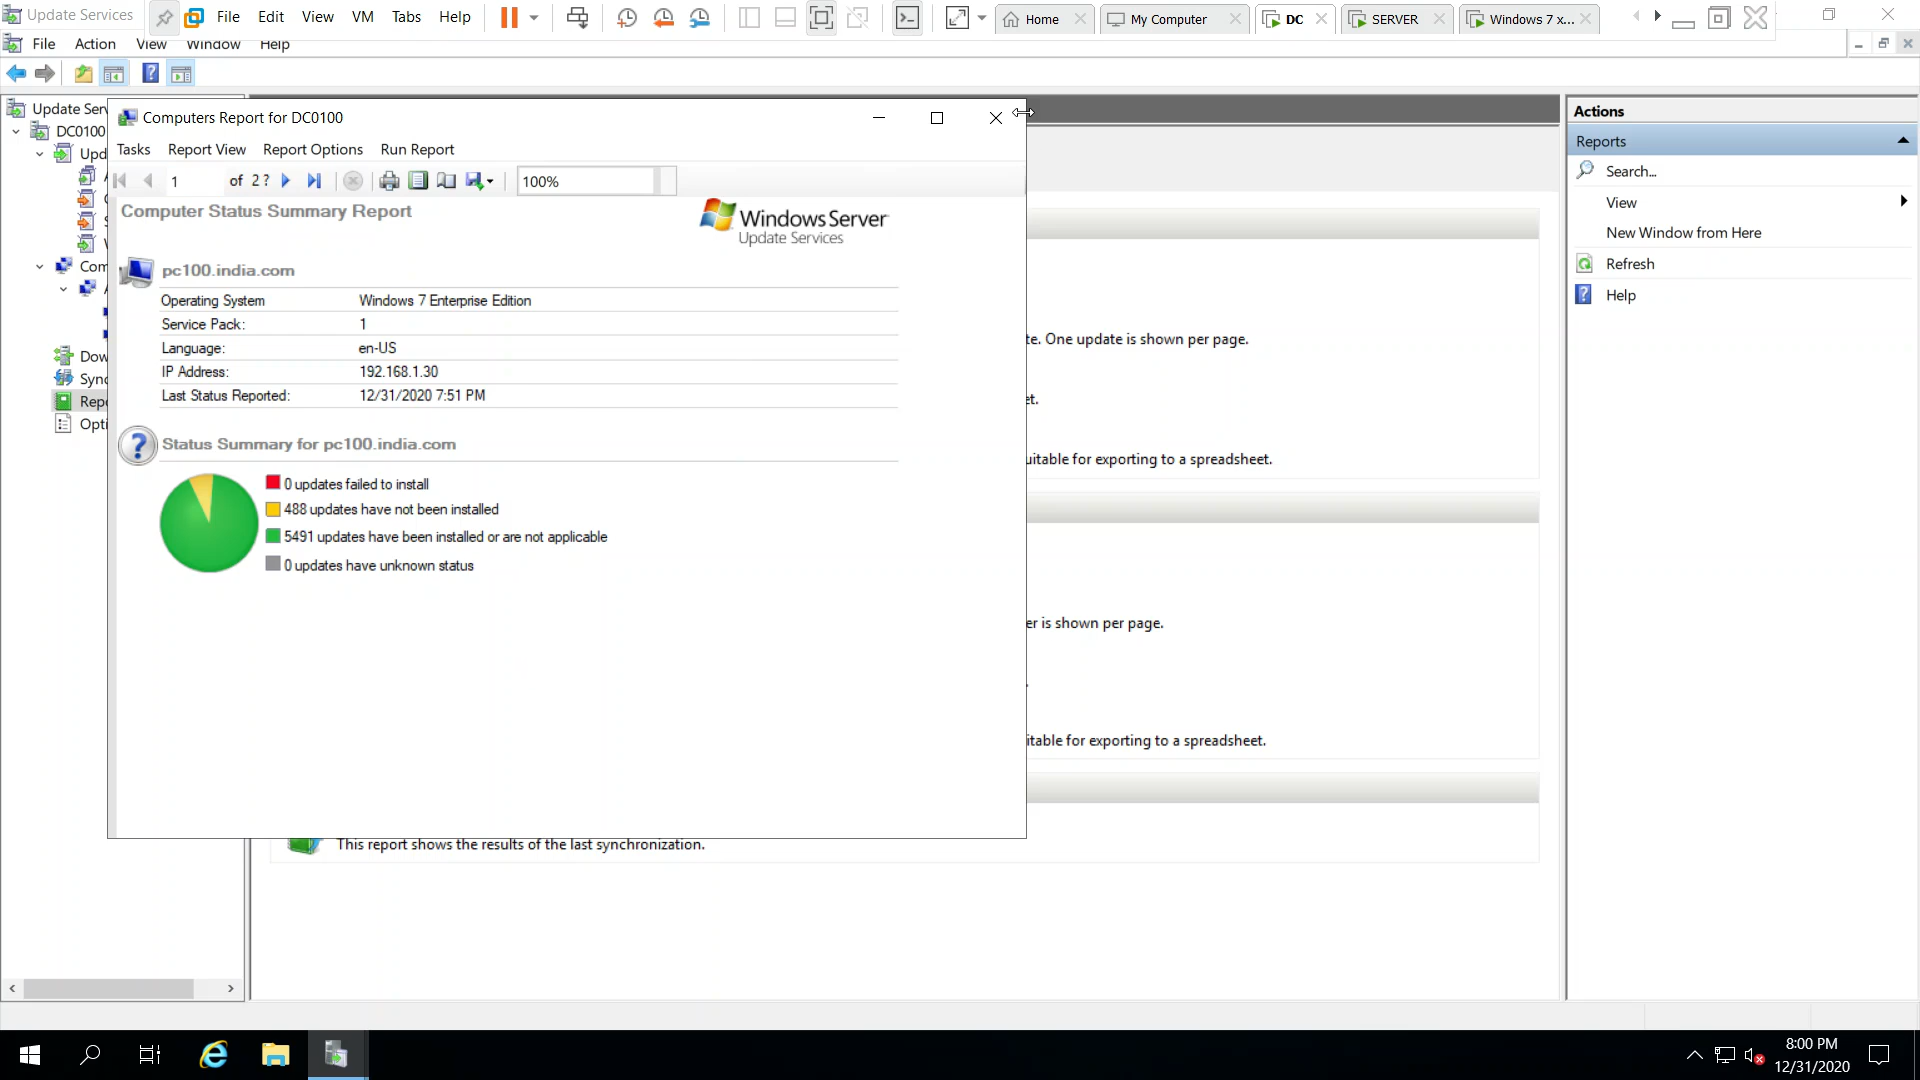 Update Services
File Edit View VM Tabs Help
Home
My Computer
DC
SERVER
Windows 7 x...
File Action View Window Help
Update Ser
DC0100
Upd
Com
Dow
Sync
Repo
Opti
Computers Report for DC0100
Tasks Report View Report Options Run Report
1 of 2 ? 100%
Computer Status Summary Report
Windows Server
Update Services
pc100.india.com
Operating System Windows 7 Enterprise Edition
Service Pack: 1
Language: en-US
IP Address: 192.168.1.30
Last Status Reported: 12/31/2020 7:51 PM
Status Summary for pc100.india.com
0 updates failed to install
488 updates have not been installed
5491 updates have been installed or are not applicable
0 updates have unknown status
te. One update is shown per page.
et.
uitable for exporting to a spreadsheet.
er is shown per page.
itable for exporting to a spreadsheet.
This report shows the results of the last synchronization.
Actions
Reports
Search...
View
New Window from Here
Refresh
Help
8:00 PM
12/31/2020